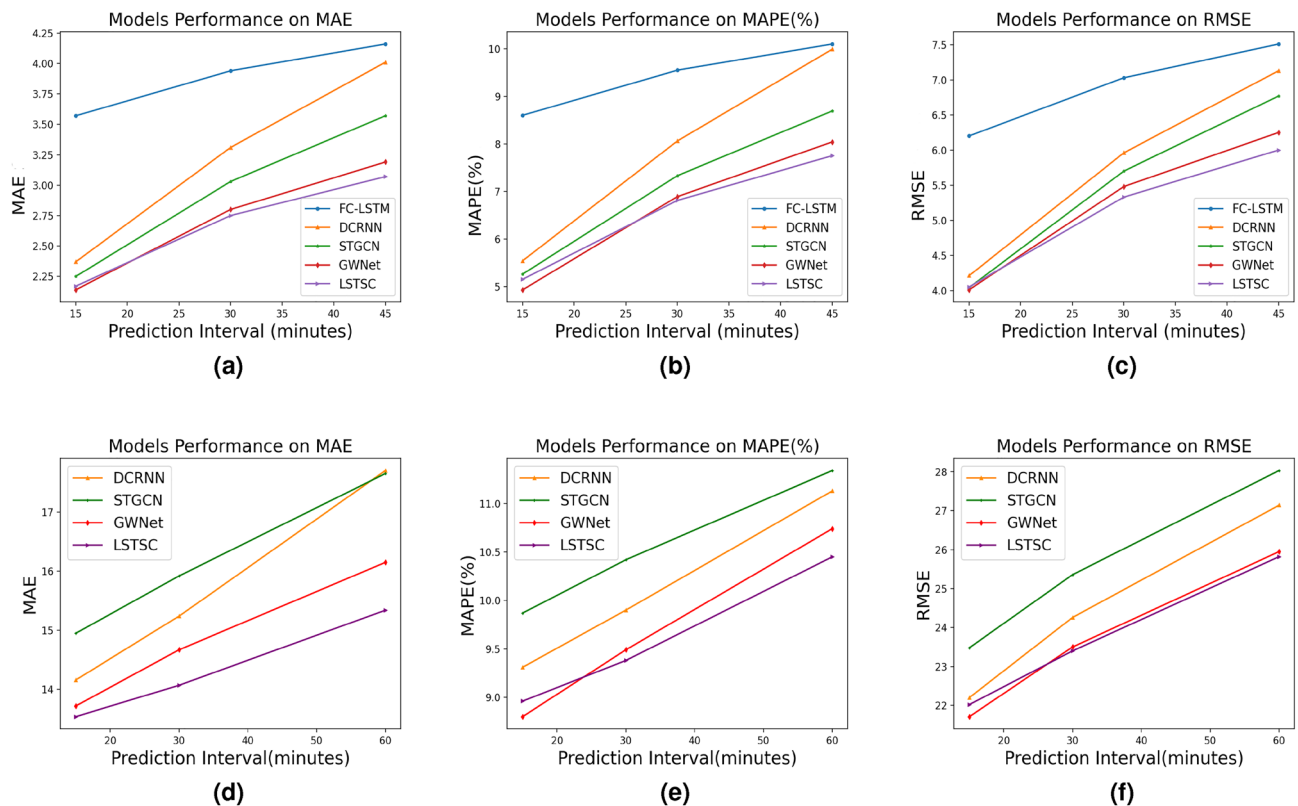 Models Performance on MAE
4.25
4.00
3.75
3.50
3.25
3.00
2.75
2.50
2.25
MAE
FC-LSTM
DCRNN
STGCN
GWNet
LSTSC
15 20 25 30 35 40 45
Prediction Interval (minutes)
(a)
Models Performance on MAPE(%)
10
9
8
7
6
5
MAPE(%)
FC-LSTM
DCRNN
STGCN
GWNet
LSTSC
15 20 25 30 35 40 45
Prediction Interval (minutes)
(b)
Models Performance on RMSE
7.5
7.0
6.5
6.0
5.5
5.0
4.5
4.0
RMSE
FC-LSTM
DCRNN
STGCN
GWNet
LSTSC
15 20 25 30 35 40 45
Prediction Interval (minutes)
(c)
Models Performance on MAE
DCRNN
STGCN
GWNet
LSTSC
17
16
15
14
MAE
20 30 40 50 60
Prediction Interval(minutes)
(d)
Models Performance on MAPE(%)
DCRNN
STGCN
GWNet
LSTSC
11.0
10.5
10.0
9.5
9.0
MAPE(%)
20 30 40 50 60
Prediction Interval(minutes)
(e)
Models Performance on RMSE
DCRNN
STGCN
GWNet
LSTSC
28
27
26
25
24
23
22
RMSE
20 30 40 50 60
Prediction Interval(minutes)
(f)